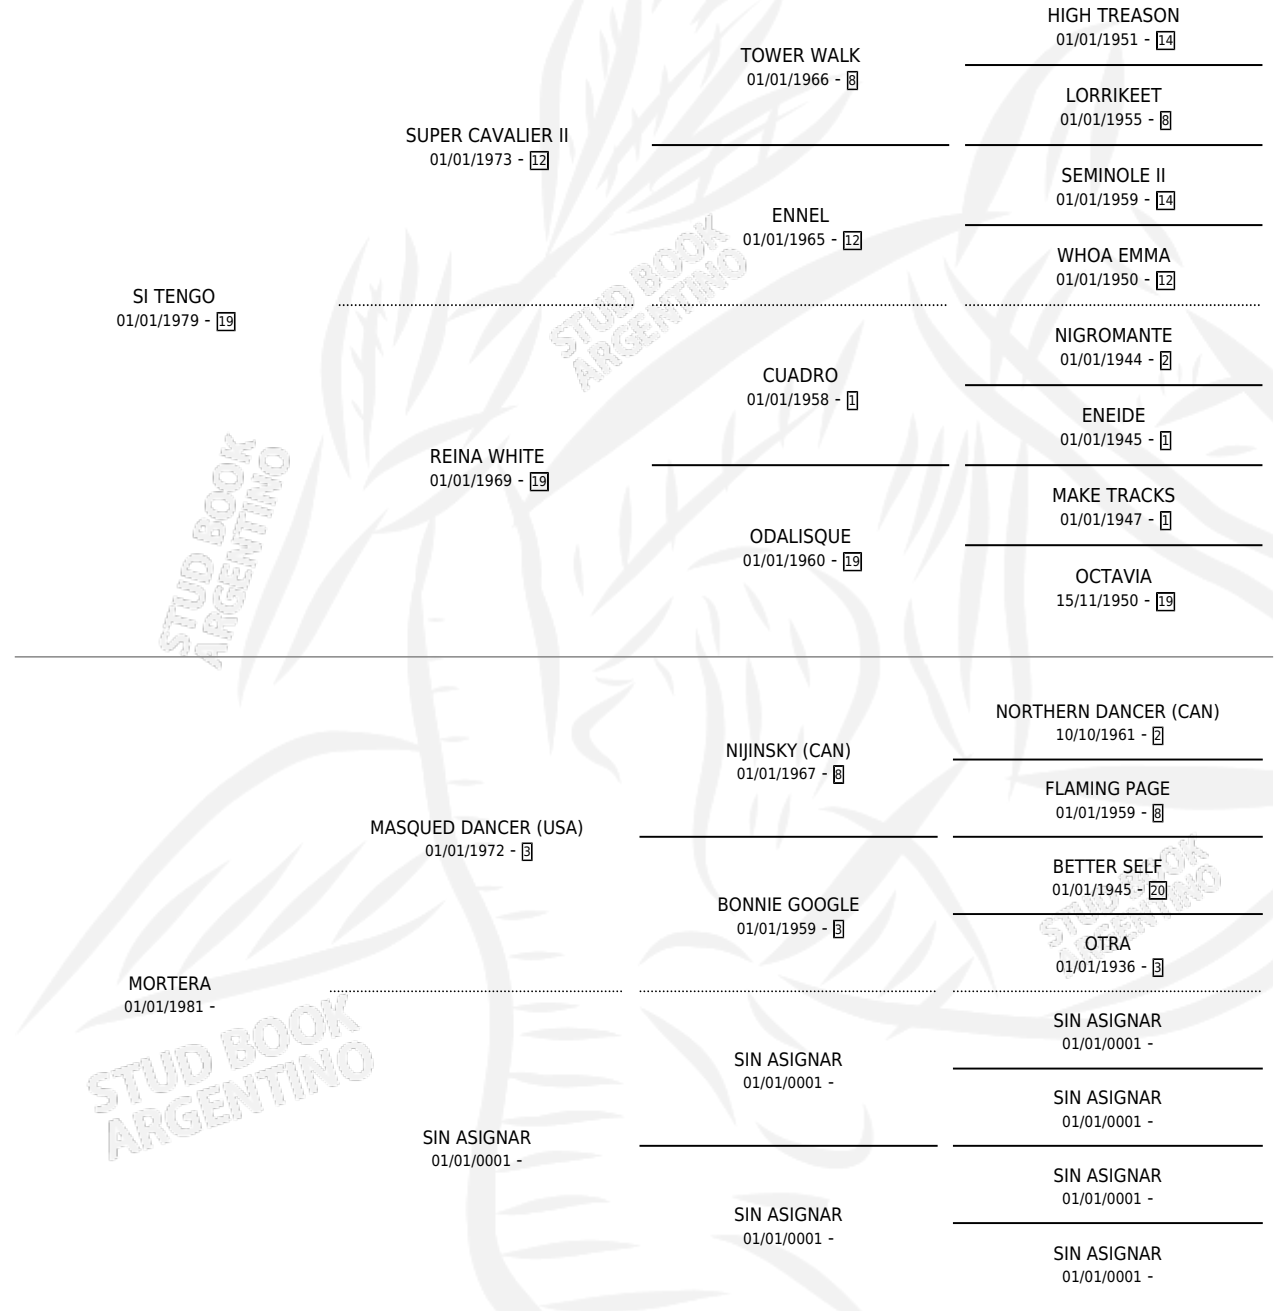 HIGH TREASON
01/01/1951 - 14
TOWER WALK
01/01/1966 - 8
LORRIKEET
01/01/1955 - 8
SUPER CAVALIER II
01/01/1973 - 12
SEMINOLE II
01/01/1959 - 14
ENNEL
01/01/1965 - 12
WHOA EMMA
01/01/1950 - 12
SI TENGO
01/01/1979 - 19
NIGROMANTE
01/01/1944 - 2
CUADRO
01/01/1958 - 1
ENEIDE
01/01/1945 - 1
REINA WHITE
01/01/1969 - 19
MAKE TRACKS
01/01/1947 - 1
ODALISQUE
01/01/1960 - 19
OCTAVIA
15/11/1950 - 19
STUD BOOK
ARGENTINO
STUD BOOK
ARGENTINO
NORTHERN DANCER (CAN)
10/10/1961 - 2
NIJINSKY (CAN)
01/01/1967 - 8
FLAMING PAGE
01/01/1959 - 8
MASQUED DANCER (USA)
01/01/1972 - 3
BETTER SELF
01/01/1945 - 20
BONNIE GOOGLE
01/01/1959 - 3
OTRA
01/01/1936 - 3
MORTERA
01/01/1981 -
SIN ASIGNAR
01/01/0001 -
SIN ASIGNAR
01/01/0001 -
SIN ASIGNAR
01/01/0001 -
SIN ASIGNAR
01/01/0001 -
SIN ASIGNAR
01/01/0001 -
SIN ASIGNAR
01/01/0001 -
SIN ASIGNAR
01/01/0001 -
STUD BOOK
ARGENTINO
STUD BOOK
ARGENTINO